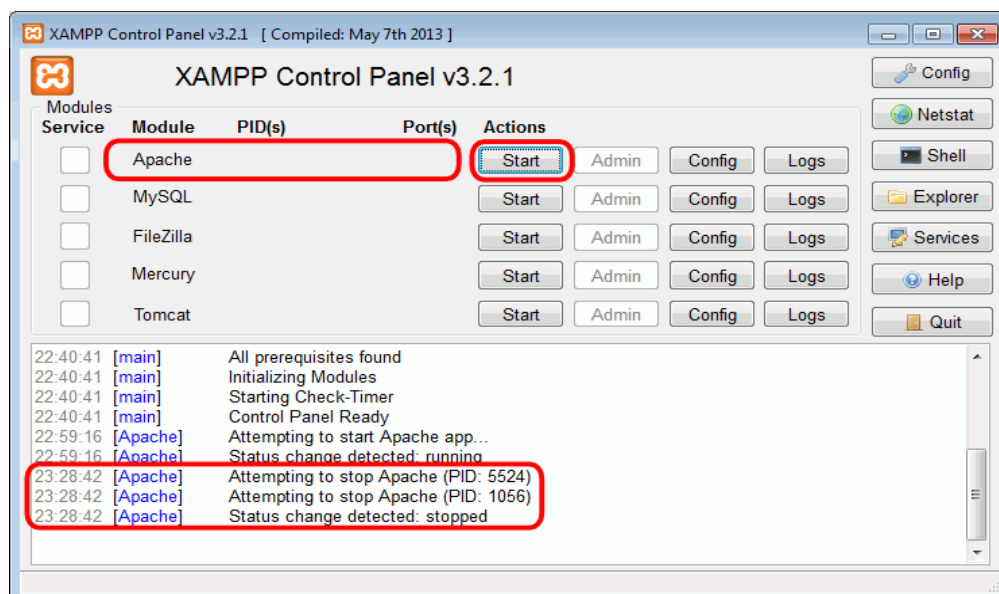 XAMPP Control Panel v3.2.1 [ Compiled: May 7th 2013 ]
XAMPP Control Panel v3.2.1
Config
Modules
Service Module PID(s) Port(s) Actions
Netstat
Apache Start Admin Config Logs
Shell
MySQL Start Admin Config Logs
Explorer
FileZilla Start Admin Config Logs
Services
Mercury Start Admin Config Logs
Help
Tomcat Start Admin Config Logs
Quit
22:40:41 [main] All prerequisites found
22:40:41 [main] Initializing Modules
22:40:41 [main] Starting Check-Timer
22:40:41 [main] Control Panel Ready
22:59:16 [Apache] Attempting to start Apache app...
22:59:16 [Apache] Status change detected: running
23:28:42 [Apache] Attempting to stop Apache (PID: 5524)
23:28:42 [Apache] Attempting to stop Apache (PID: 1056)
23:28:42 [Apache] Status change detected: stopped